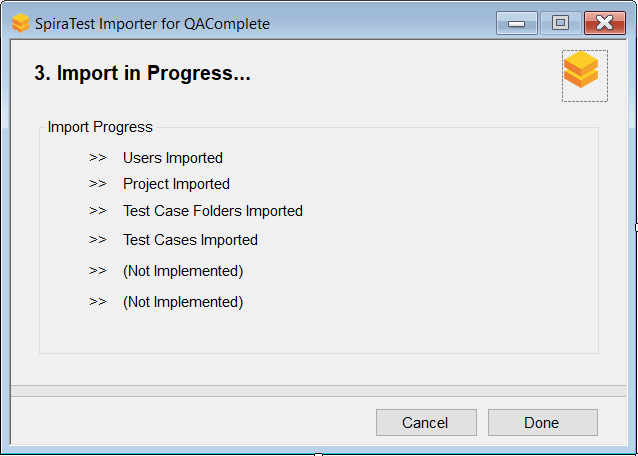 SpiraTest Importer for QAComplete
3. Import in Progress...
Import Progress
>> Users Imported
>> Project Imported
>> Test Case Folders Imported
>> Test Cases Imported
>> (Not Implemented)
>> (Not Implemented)
Cancel Done